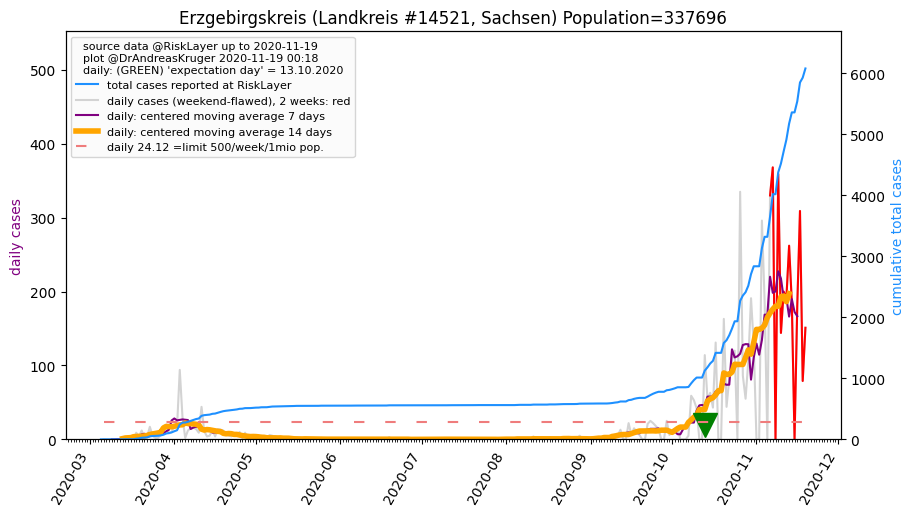 Erzgebirgskreis (Landkreis #14521, Sachsen) Population=337696
source data @RiskLayer up to 2020-11-19
plot @DrAndreasKruger 2020-11-19 00:18
daily: (GREEN) 'expectation day' = 13.10.2020
total cases reported at RiskLayer
daily cases (weekend-flawed), 2 weeks: red
daily: centered moving average 7 days
daily: centered moving average 14 days
daily 24.12 =limit 500/week/1mio pop.
daily cases
500
400
300
200
100
0
cumulative total cases
6000
5000
4000
3000
2000
1000
0
2020-03
2020-04
2020-05
2020-06
2020-07
2020-08
2020-09
2020-10
2020-11
2020-12